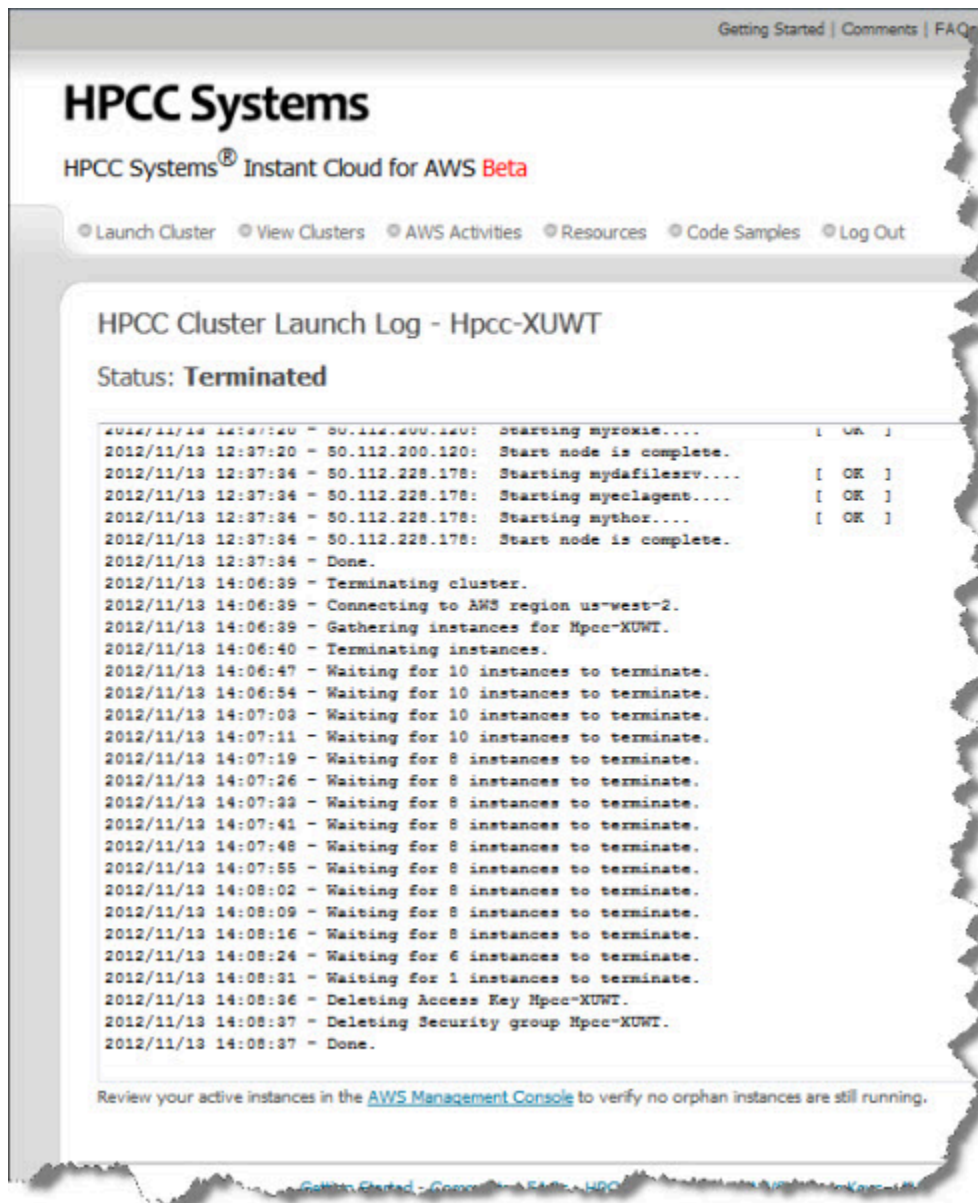 Getting Started | Comments | FAQs
HPCC Systems
HPCC Systems® Instant Cloud for AWS Beta
Launch Cluster View Clusters AWS Activities Resources Code Samples Log Out
HPCC Cluster Launch Log - Hpcc-XUWT
Status: Terminated
2012/11/13 12:37:20 - 50.112.200.120: Starting myroxie.... [ OK ]
2012/11/13 12:37:20 - 50.112.200.120: Start node is complete.
2012/11/13 12:37:34 - 50.112.228.178: Starting mydafilesrv.... [ OK ]
2012/11/13 12:37:34 - 50.112.228.178: Starting myeclagent.... [ OK ]
2012/11/13 12:37:34 - 50.112.228.178: Starting mythor.... [ OK ]
2012/11/13 12:37:34 - 50.112.228.178: Start node is complete.
2012/11/13 12:37:34 - Done.
2012/11/13 14:06:39 - Terminating cluster.
2012/11/13 14:06:39 - Connecting to AWS region us-west-2.
2012/11/13 14:06:39 - Gathering instances for Hpcc-XUWT.
2012/11/13 14:06:40 - Terminating instances.
2012/11/13 14:06:47 - Waiting for 10 instances to terminate.
2012/11/13 14:06:54 - Waiting for 10 instances to terminate.
2012/11/13 14:07:03 - Waiting for 10 instances to terminate.
2012/11/13 14:07:11 - Waiting for 10 instances to terminate.
2012/11/13 14:07:19 - Waiting for 8 instances to terminate.
2012/11/13 14:07:26 - Waiting for 8 instances to terminate.
2012/11/13 14:07:33 - Waiting for 8 instances to terminate.
2012/11/13 14:07:41 - Waiting for 8 instances to terminate.
2012/11/13 14:07:48 - Waiting for 8 instances to terminate.
2012/11/13 14:07:55 - Waiting for 8 instances to terminate.
2012/11/13 14:08:02 - Waiting for 8 instances to terminate.
2012/11/13 14:08:09 - Waiting for 8 instances to terminate.
2012/11/13 14:08:16 - Waiting for 8 instances to terminate.
2012/11/13 14:08:24 - Waiting for 6 instances to terminate.
2012/11/13 14:08:31 - Waiting for 1 instances to terminate.
2012/11/13 14:08:36 - Deleting Access Key Hpcc-XUWT.
2012/11/13 14:08:37 - Deleting Security group Hpcc-XUWT.
2012/11/13 14:08:37 - Done.
Review your active instances in the AWS Management Console to verify no orphan instances are still running.